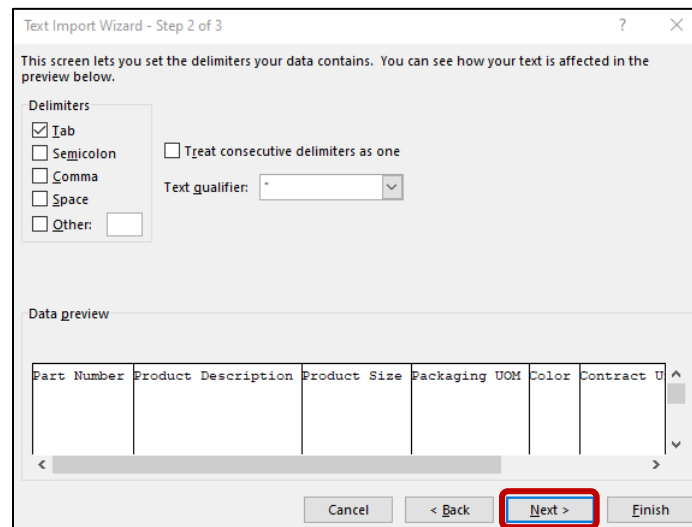 Text Import Wizard - Step 2 of 3
?
This screen lets you set the delimiters your data contains. You can see how your text is affected in the
preview below.
Delimiters
Tab
Semicolon
Comma
Space
Other:
Treat consecutive delimiters as one
Text qualifier: "
Data preview
Part Number Product Description Product Size Packaging UOM Color Contract U
Cancel < Back Next > Finish